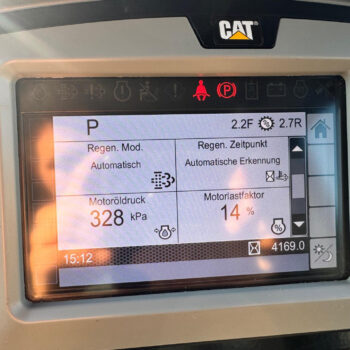 CAT
P 2.2F 2.7R
Regen. Mod. Regen. Zeitpunkt
Automatisch Automatische Erkennung
Motoröldruck Motorlastfaktor
328 kPa 14 %
15:12 4169.0